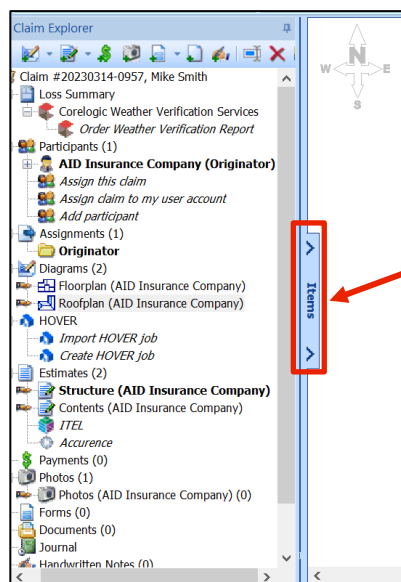 Claim Explorer
Claim #20230314-0957, Mike Smith
Loss Summary
Corelogic Weather Verification Services
Order Weather Verification Report
Participants (1)
AID Insurance Company (Originator)
Assign this claim
Assign claim to my user account
Add participant
Assignments (1)
Originator
Diagrams (2)
Floorplan (AID Insurance Company)
Roofplan (AID Insurance Company)
HOVER
Import HOVER job
Create HOVER job
Estimates (2)
Structure (AID Insurance Company)
Contents (AID Insurance Company)
ITEL
Accurence
Payments (0)
Photos (1)
Photos (AID Insurance Company) (0)
Forms (0)
Documents (0)
Journal
Handwritten Notes (0)
Items
N
W E
S